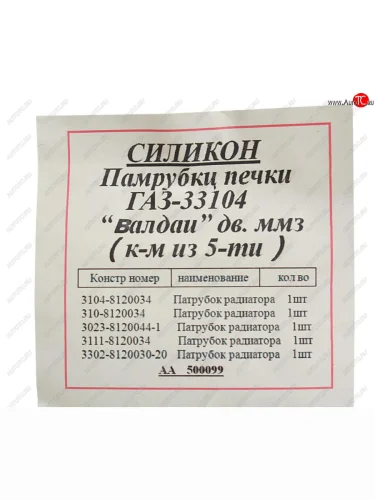 СИЛИКОН
Памрубкц печки
ГАЗ-33104
“валдаи” дв. ммз
( к-м из 5-ти )
Констр номер наименование кол во
3104-8120034 Патрубок радиатора 1шт
310-8120034 Патрубок радиатора 1шт
3023-8120044-1 Патрубок радиатора 1шт
3111-8120034 Патрубок радиатора 1шт
3302-8120030-20 Патрубок радиатора 1шт
АА 500099